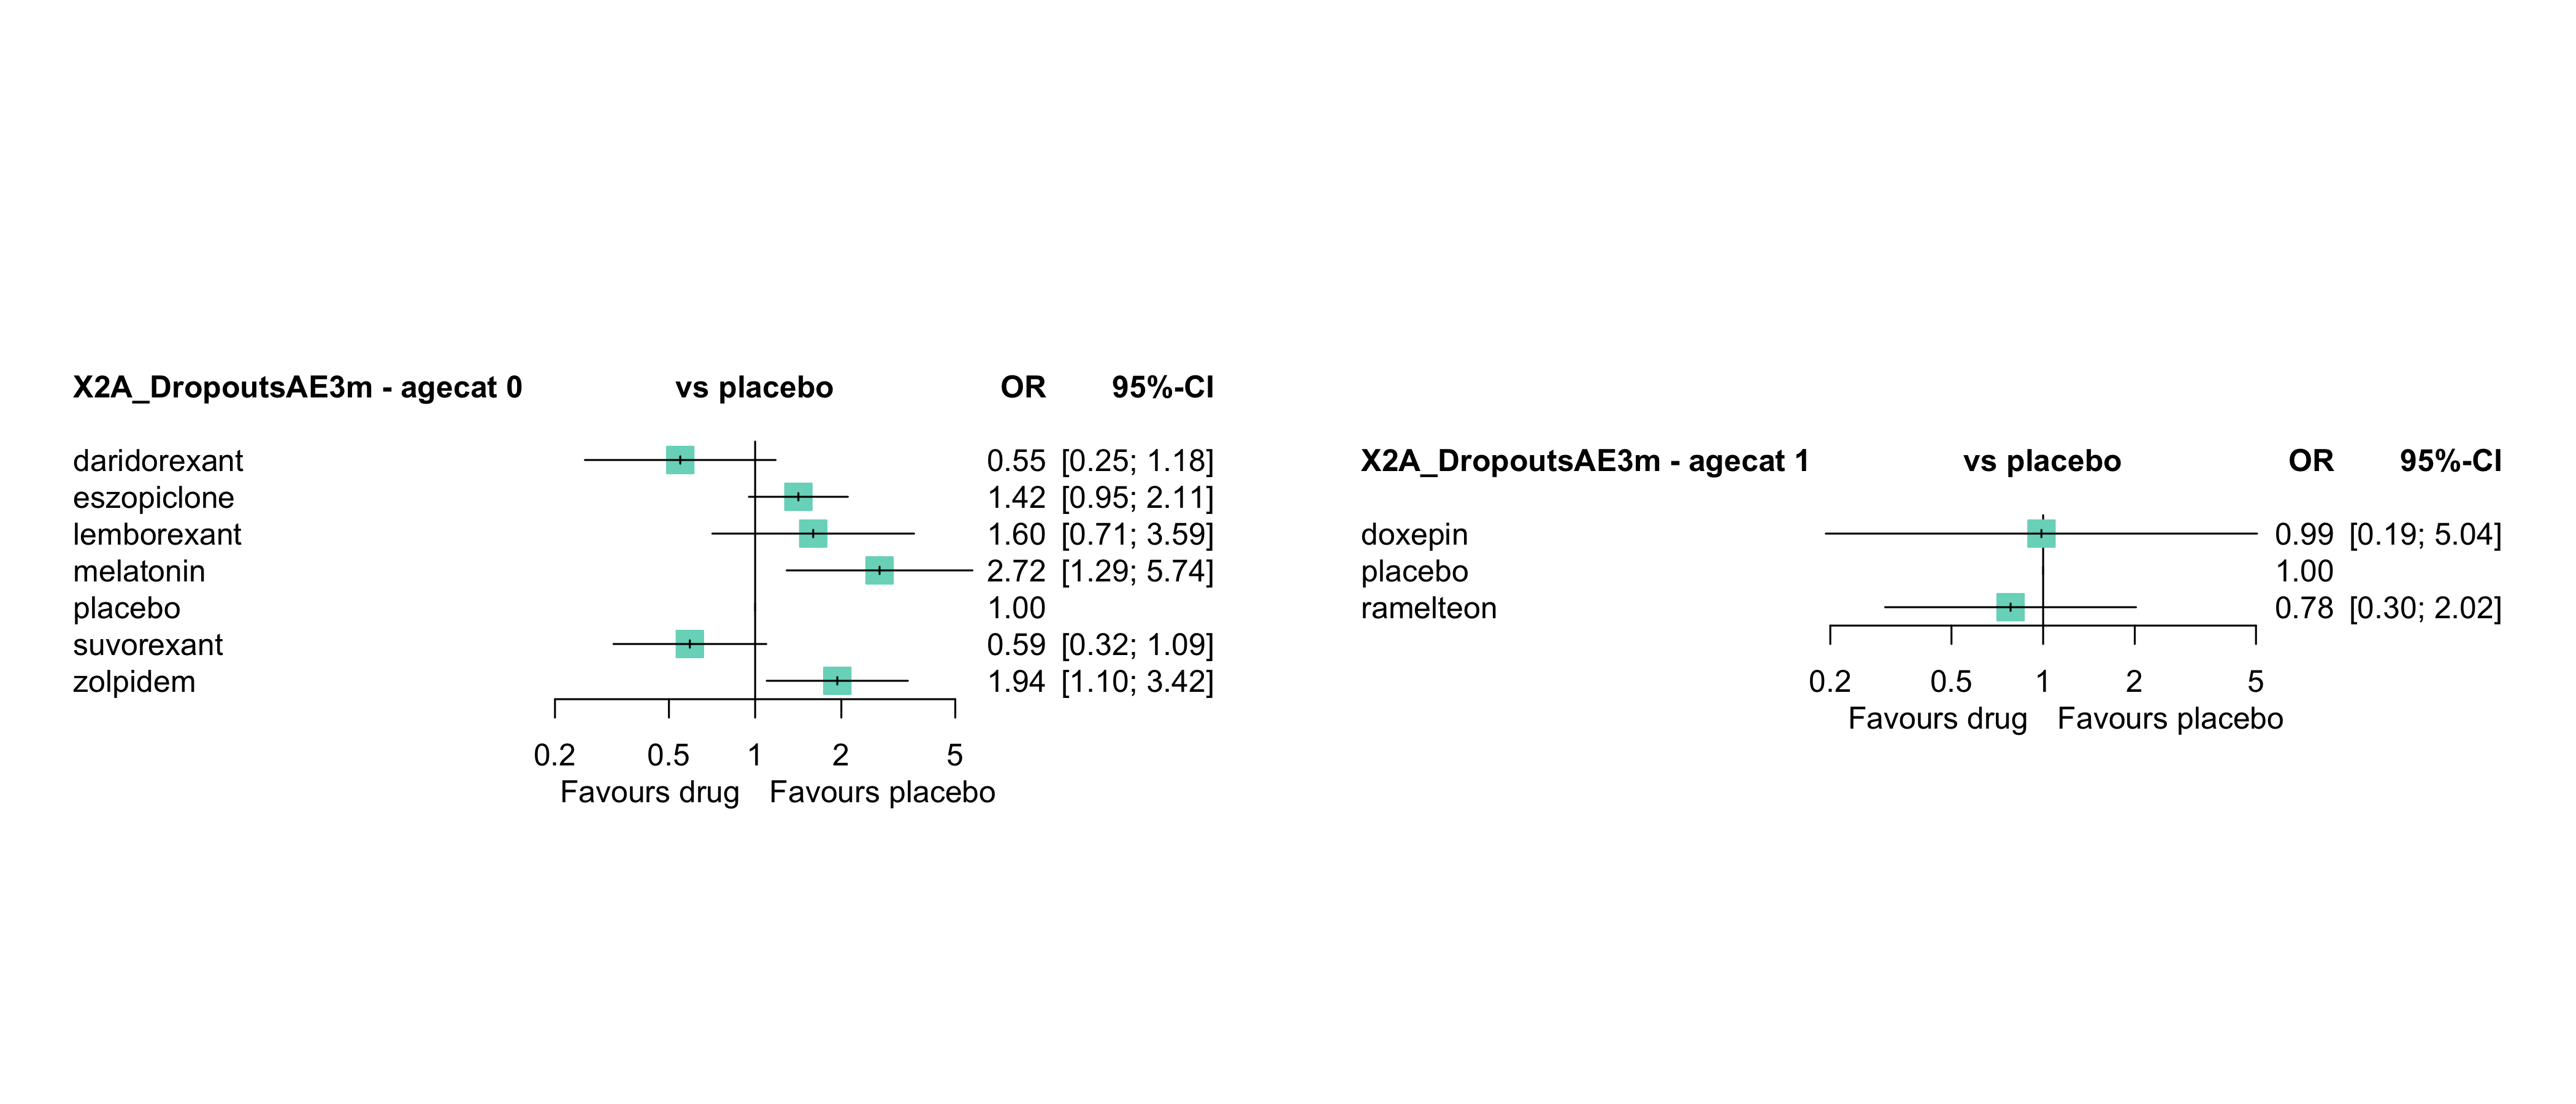 X2A_DropoutsAE3m - agecat 0 vs placebo OR 95%-CI
daridorexant 0.55 [0.25; 1.18]
eszopiclone 1.42 [0.95; 2.11]
lemborexant 1.60 [0.71; 3.59]
melatonin 2.72 [1.29; 5.74]
placebo 1.00
suvorexant 0.59 [0.32; 1.09]
zolpidem 1.94 [1.10; 3.42]
0.2 0.5 1 2 5
Favours drug Favours placebo
X2A_DropoutsAE3m - agecat 1 vs placebo OR 95%-CI
doxepin 0.99 [0.19; 5.04]
placebo 1.00
ramelteon 0.78 [0.30; 2.02]
0.2 0.5 1 2 5
Favours drug Favours placebo